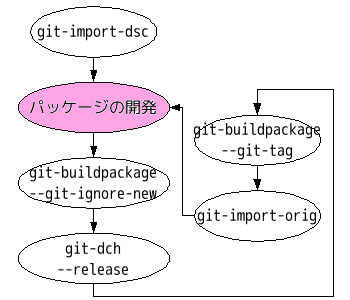 git-import-dsc
パッケージの開発
git-buildpackage
--git-ignore-new
git-dch
--release
git-buildpackage
--git-tag
git-import-orig